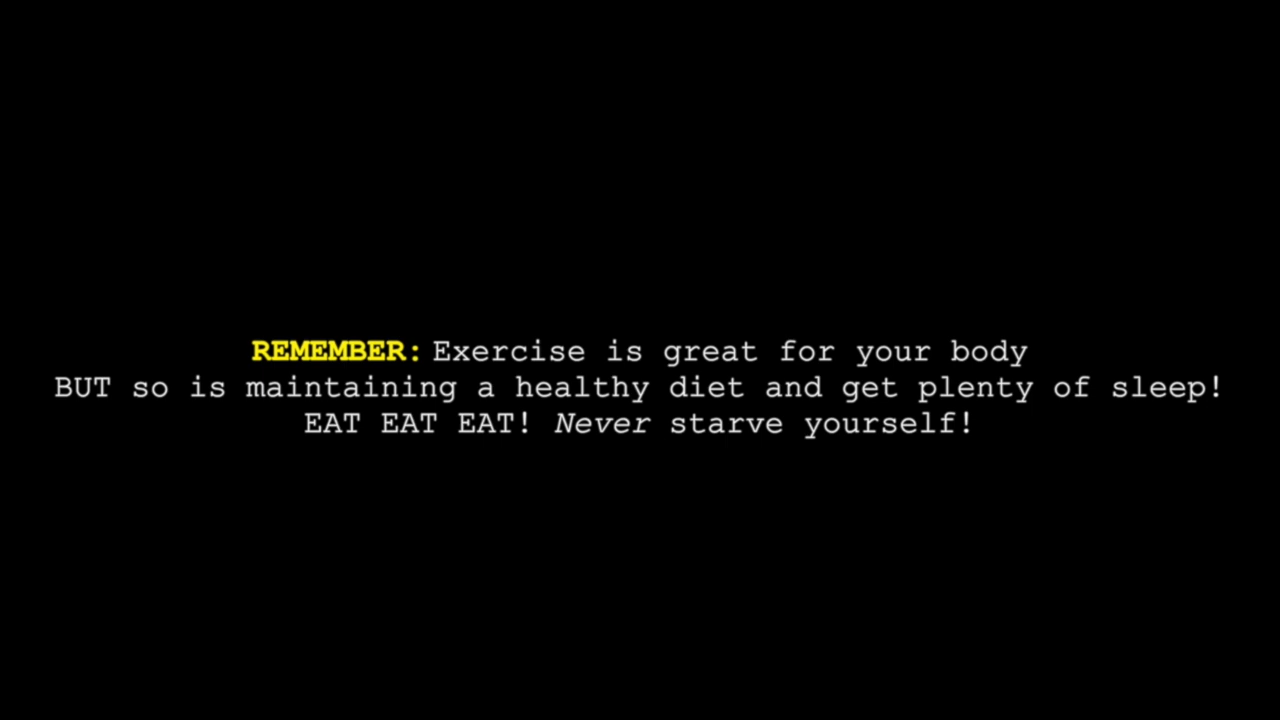 REMEMBER: Exercise is great for your body
BUT so is maintaining a healthy diet and get plenty of sleep!
EAT EAT EAT! Never starve yourself!